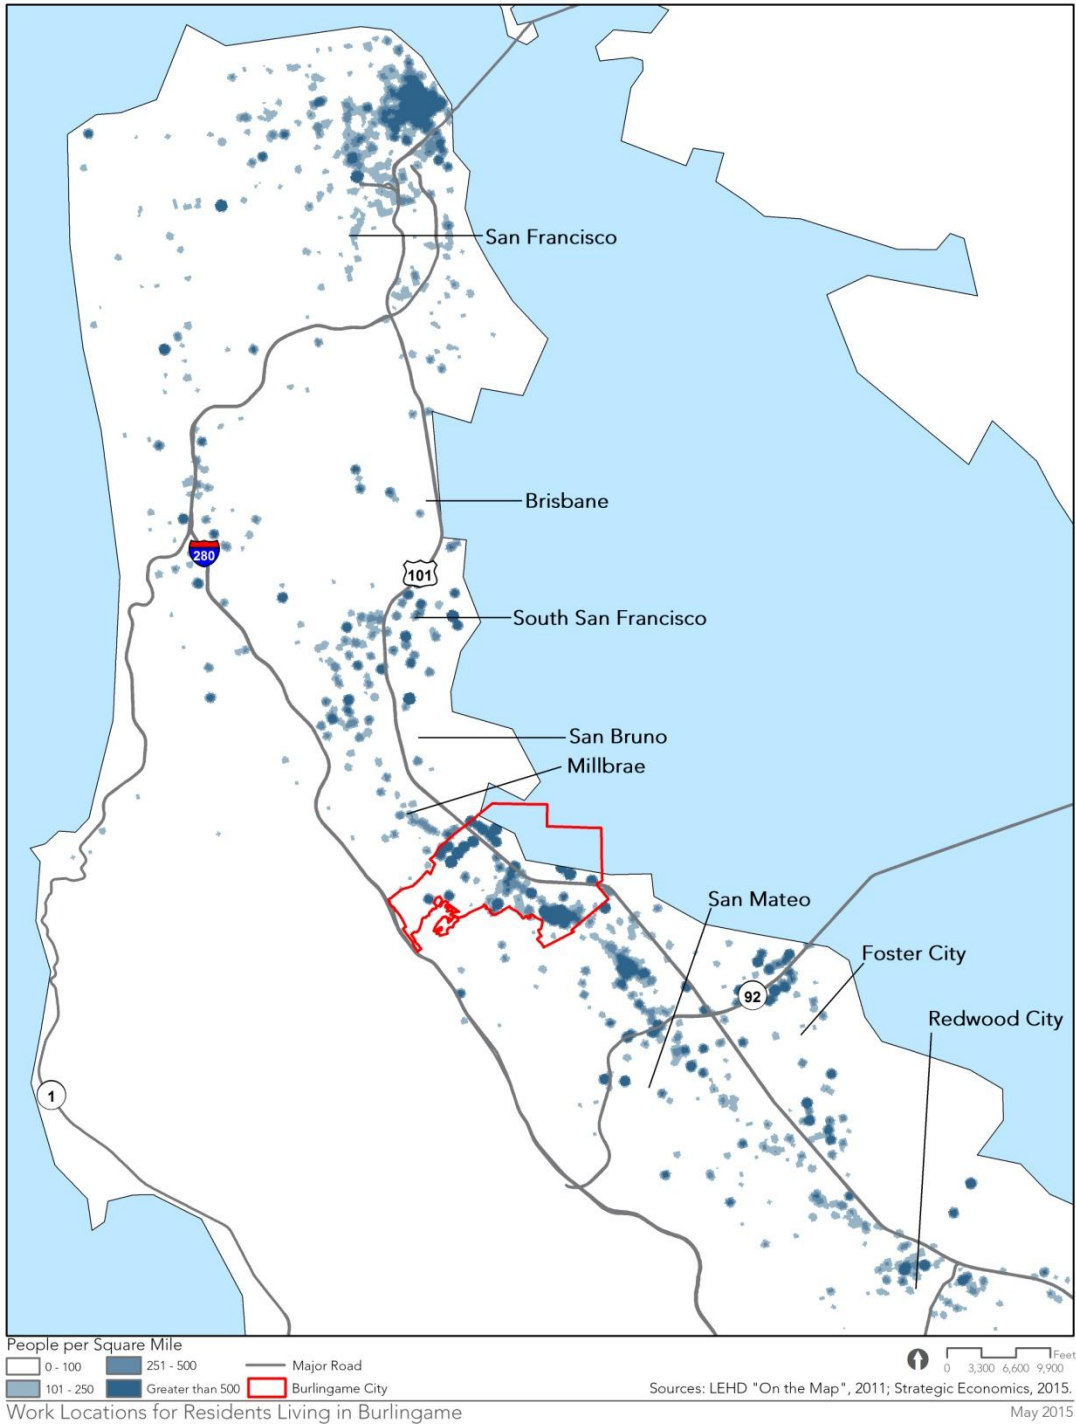 San Francisco
Brisbane
280
101
South San Francisco
San Bruno
Millbrae
San Mateo
Foster City
92
Redwood City
1
People per Square Mile
0 - 100
251 - 500
Major Road
101 - 250
Greater than 500
Burlingame City
Feet
0 3,300 6,600 9,900
Sources: LEHD "On the Map", 2011; Strategic Economics, 2015.
Work Locations for Residents Living in Burlingame
May 2015